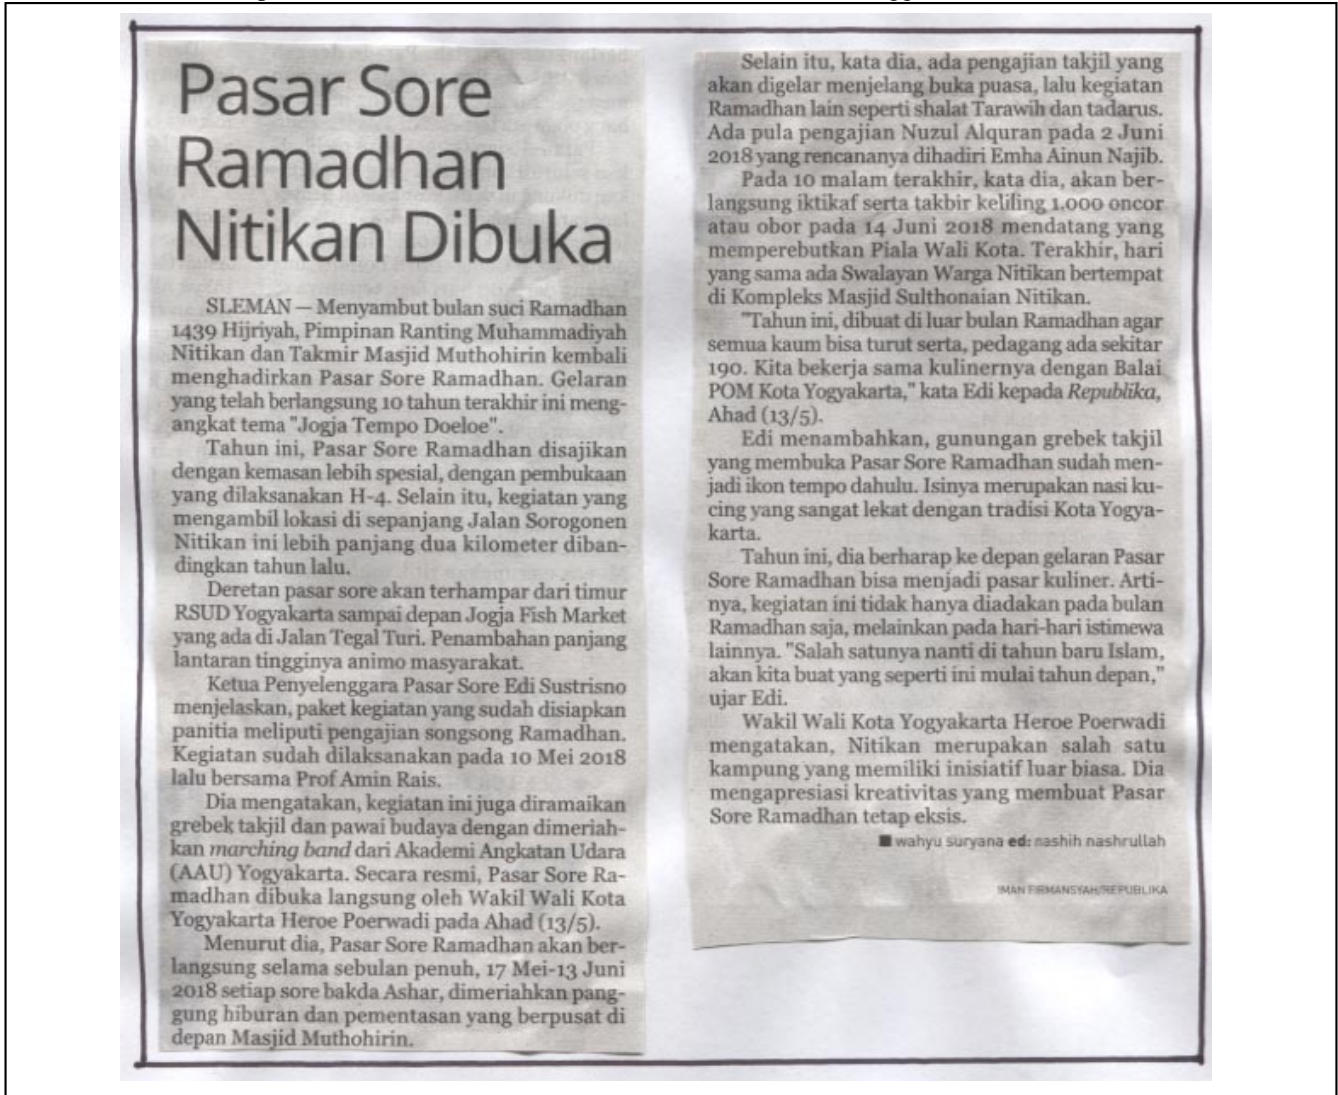 Pasar Sore
Ramadhan
Nitikan Dibuka
SLEMAN — Menyambut bulan suci Ramadhan
1439 Hijriyah, Pimpinan Ranting Muhammadiyah
Nitikan dan Takmir Masjid Muthohirin kembali
menghadirkan Pasar Sore Ramadhan. Gelaran
yang telah berlangsung 10 tahun terakhir ini meng-
angkat tema "Jogja Tempo Doeloe".
Tahun ini, Pasar Sore Ramadhan disajikan
dengan kemasan lebih spesial, dengan pembukaan
yang dilaksanakan H-4. Selain itu, kegiatan yang
mengambil lokasi di sepanjang Jalan Sorogonen
Nitikan ini lebih panjang dua kilometer diban-
dingkan tahun lalu.
Deretan pasar sore akan terhampar dari timur
RSUD Yogyakarta sampai depan Jogja Fish Market
yang ada di Jalan Tegal Turi. Penambahan panjang
lantaran tingginya animo masyarakat.
Ketua Penyelenggara Pasar Sore Edi Sustrisno
menjelaskan, paket kegiatan yang sudah disiapkan
panitia meliputi pengajian songsong Ramadhan.
Kegiatan sudah dilaksanakan pada 10 Mei 2018
lalu bersama Prof Amin Rais.
Dia mengatakan, kegiatan ini juga diramaikan
grebek takjil dan pawai budaya dengan dimeriah-
kan marching band dari Akademi Angkatan Udara
(AAU) Yogyakarta. Secara resmi, Pasar Sore Ra-
madhan dibuka langsung oleh Wakil Wali Kota
Yogyakarta Heroe Poerwadi pada Ahad (13/5).
Menurut dia, Pasar Sore Ramadhan akan ber-
langsung selama sebulan penuh, 17 Mei-13 Juni
2018 setiap sore bakda Ashar, dimeriahkan pang-
gung hiburan dan pementasan yang berpusat di
depan Masjid Muthohirin.
Selain itu, kata dia, ada pengajian takjil yang
akan digelar menjelang buka puasa, lalu kegiatan
Ramadhan lain seperti shalat Tarawih dan tadarus.
Ada pula pengajian Nuzul Alquran pada 2 Juni
2018 yang rencananya dihadiri Emha Ainun Najib.
Pada 10 malam terakhir, kata dia, akan ber-
langsung iktikaf serta takbir keliling 1.000 oncor
atau obor pada 14 Juni 2018 mendatang yang
memperebutkan Piala Wali Kota. Terakhir, hari
yang sama ada Swalayan Warga Nitikan bertempat
di Kompleks Masjid Sulthonaian Nitikan.
"Tahun ini, dibuat di luar bulan Ramadhan agar
semua kaum bisa turut serta, pedagang ada sekitar
190. Kita bekerja sama kulinernya dengan Balai
POM Kota Yogyakarta," kata Edi kepada Republika,
Ahad (13/5).
Edi menambahkan, gunungan grebek takjil
yang membuka Pasar Sore Ramadhan sudah men-
jadi ikon tempo dahulu. Isinya merupakan nasi ku-
cing yang sangat lekat dengan tradisi Kota Yogya-
karta.
Tahun ini, dia berharap ke depan gelaran Pasar
Sore Ramadhan bisa menjadi pasar kuliner. Arti-
nya, kegiatan ini tidak hanya diadakan pada bulan
Ramadhan saja, melainkan pada hari-hari istimewa
lainnya. "Salah satunya nanti di tahun baru Islam,
akan kita buat yang seperti ini mulai tahun depan,"
ujar Edi.
Wakil Wali Kota Yogyakarta Heroe Poerwadi
mengatakan, Nitikan merupakan salah satu
kampung yang memiliki inisiatif luar biasa. Dia
mengapresiasi kreativitas yang membuat Pasar
Sore Ramadhan tetap eksis.
■ wahyu suryana ed: nashih nashrullah
IMAN FIRMANSYAH/REPUBLIKA